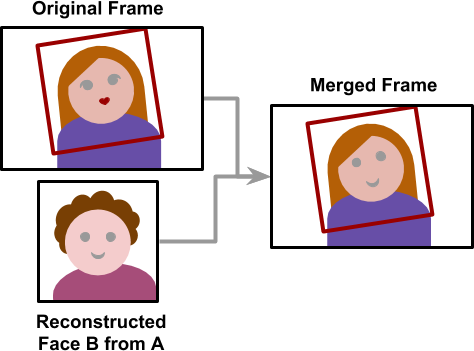 Original Frame
Merged Frame
Reconstructed
Face B from A